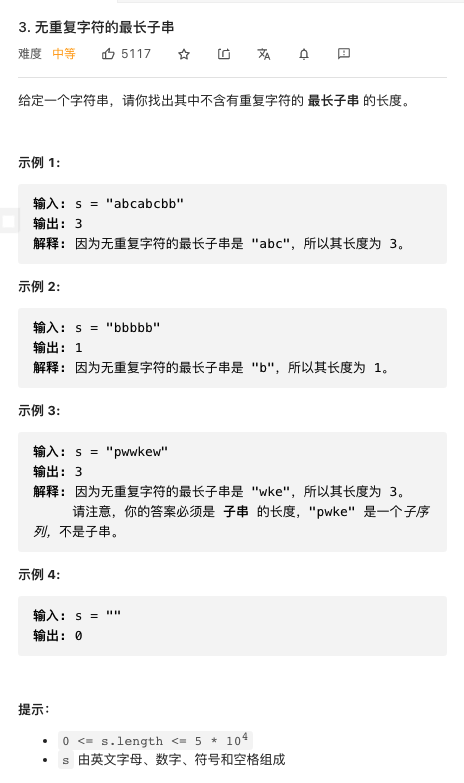 3. 无重复字符的最长子串
难度 中等 5117
给定一个字符串，请你找出其中不含有重复字符的 最长子串 的长度。
示例 1:
输入: s = "abcabcbb"
输出: 3
解释: 因为无重复字符的最长子串是 "abc"，所以其长度为 3。
示例 2:
输入: s = "bbbbb"
输出: 1
解释: 因为无重复字符的最长子串是 "b"，所以其长度为 1。
示例 3:
输入: s = "pwwkew"
输出: 3
解释: 因为无重复字符的最长子串是 "wke"，所以其长度为 3。
请注意，你的答案必须是 子串 的长度，"pwke" 是一个子序
列，不是子串。
示例 4:
输入: s = ""
输出: 0
提示：
• 0 <= s.length <= 5 * 10⁴
• s 由英文字母、数字、符号和空格组成